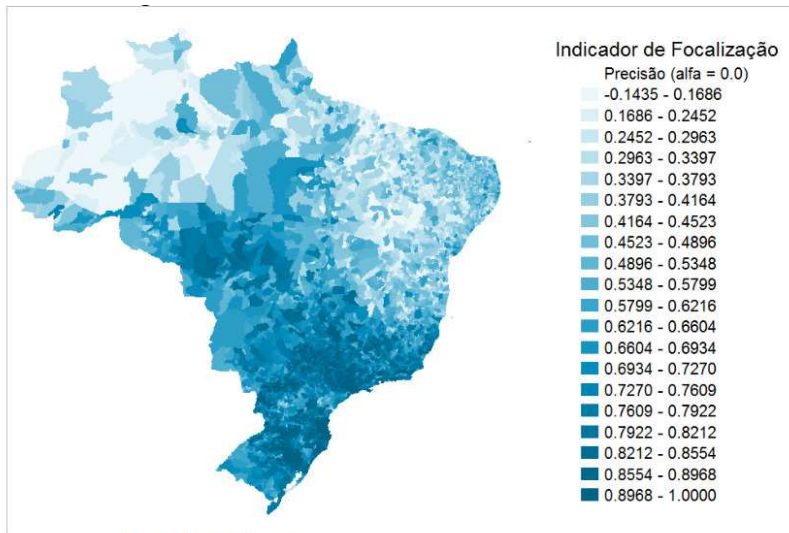 Indicador de Focalização
Precisão (alfa = 0.0)
-0.1435 - 0.1686
0.1686 - 0.2452
0.2452 - 0.2963
0.2963 - 0.3397
0.3397 - 0.3793
0.3793 - 0.4164
0.4164 - 0.4523
0.4523 - 0.4896
0.4896 - 0.5348
0.5348 - 0.5799
0.5799 - 0.6216
0.6216 - 0.6604
0.6604 - 0.6934
0.6934 - 0.7270
0.7270 - 0.7609
0.7609 - 0.7922
0.7922 - 0.8212
0.8212 - 0.8554
0.8554 - 0.8968
0.8968 - 1.0000